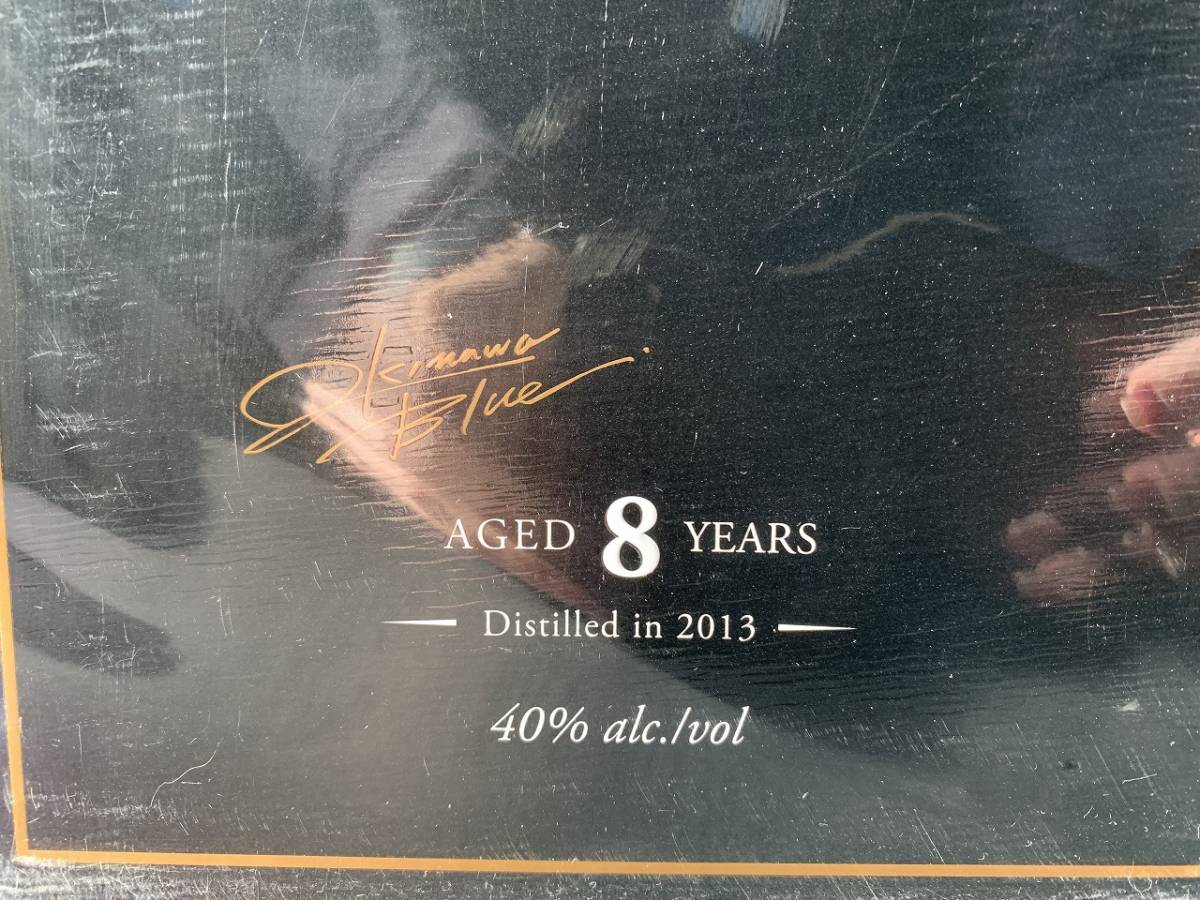 Okinawa
Blue.
AGED 8 YEARS
Distilled in 2013
40% alc./vol